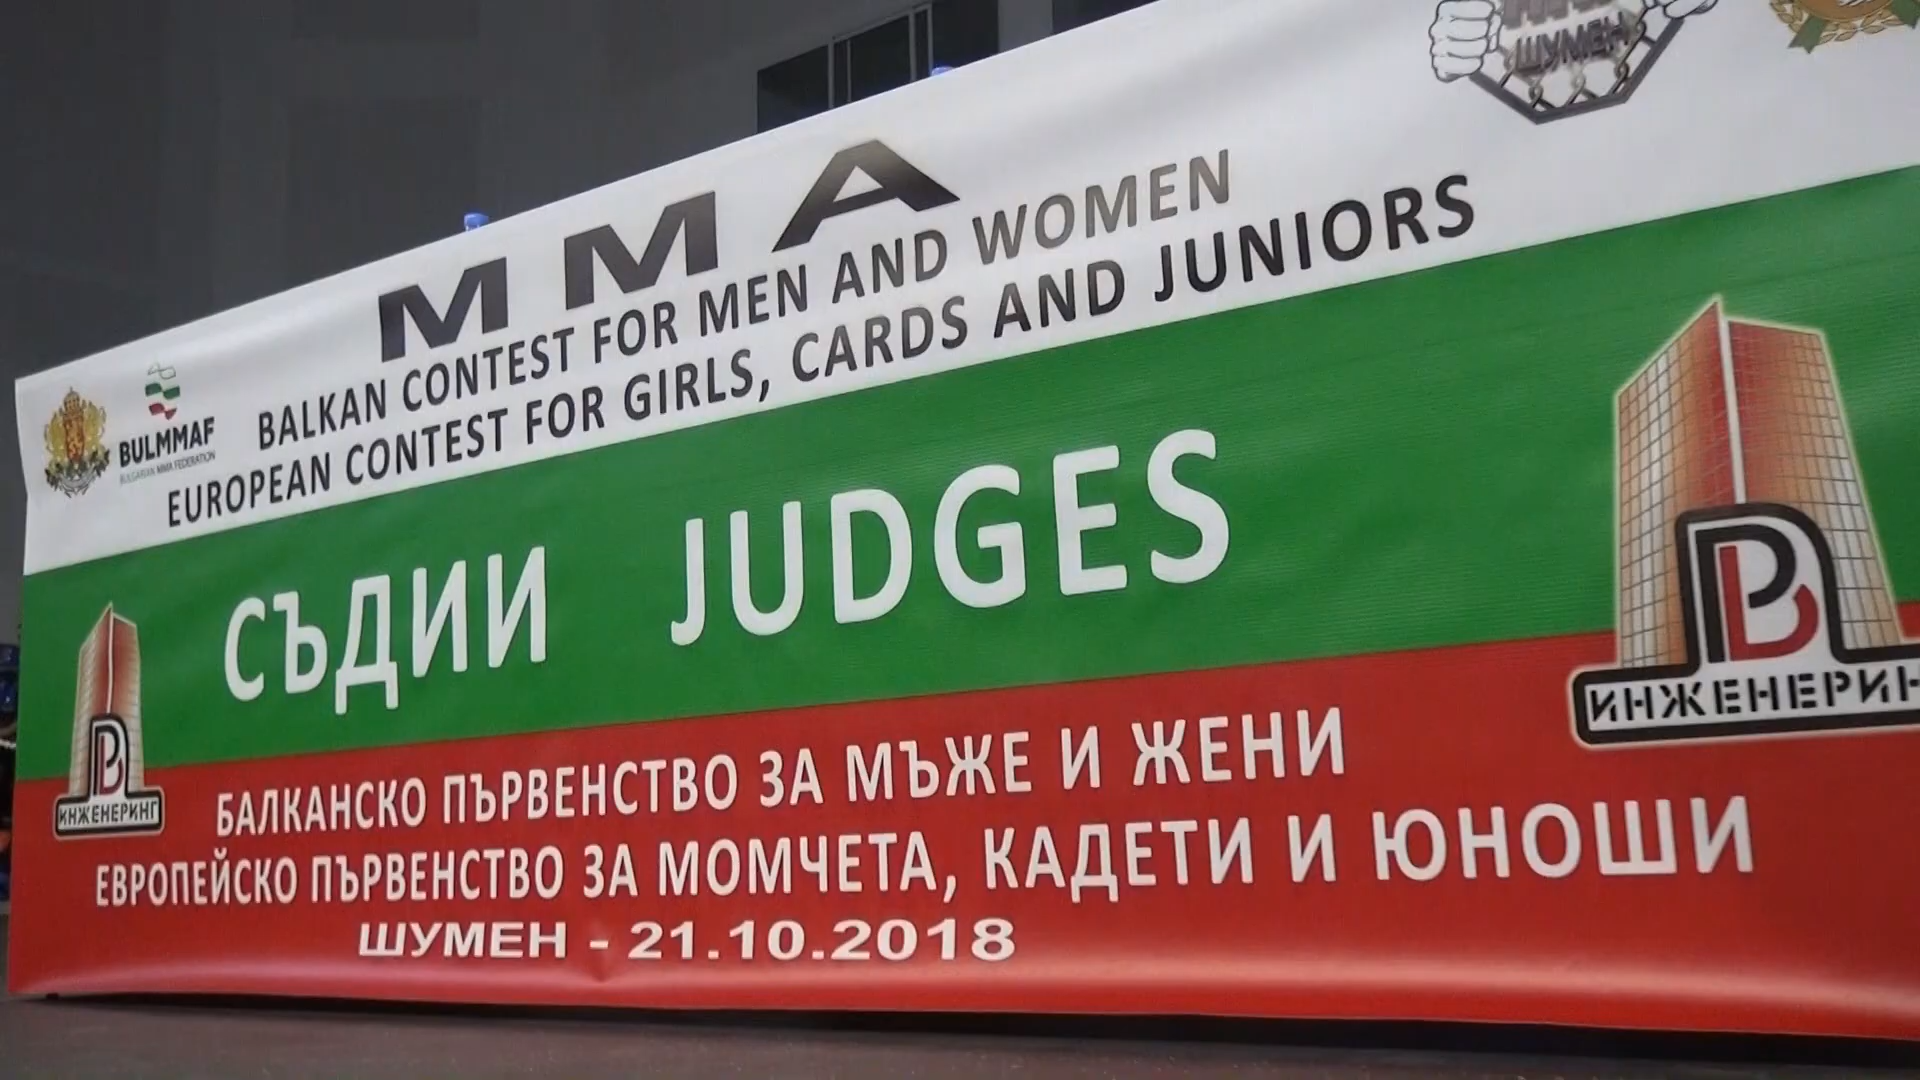 ШУМЕН
MMA
BALKAN CONTEST FOR MEN AND WOMEN
EUROPEAN CONTEST FOR GIRLS, CARDS AND JUNIORS
BULMMAF
BULGARIAN MMA FEDERATION
СЪДИИ JUDGES
РВ
ИНЖЕНЕРИНГ
РВ
ИНЖЕНЕРИН
БАЛКАНСКО ПЪРВЕНСТВО ЗА МЪЖЕ И ЖЕНИ
ЕВРОПЕЙСКО ПЪРВЕНСТВО ЗА МОМЧЕТА, КАДЕТИ И ЮНОШИ
ШУМЕН - 21.10.2018